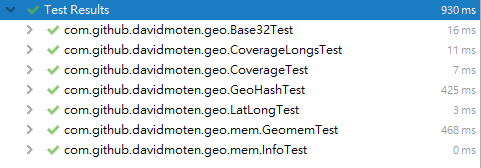 Test Results 930 ms
com.github.davidmoten.geo.Base32Test 16 ms
com.github.davidmoten.geo.CoverageLongsTest 11 ms
com.github.davidmoten.geo.CoverageTest 7 ms
com.github.davidmoten.geo.GeoHashTest 425 ms
com.github.davidmoten.geo.LatLongTest 3 ms
com.github.davidmoten.geo.mem.GeomemTest 468 ms
com.github.davidmoten.geo.mem.InfoTest 0 ms